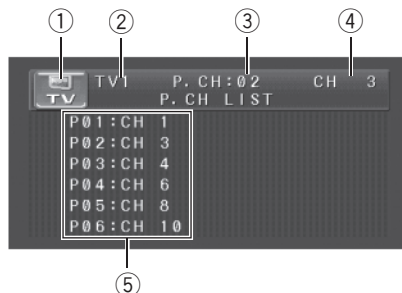 ① ② ③ ④
TV TV1 P.CH:02 CH 3
P.CH LIST
P01:CH 1
P02:CH 3
P03:CH 4
P04:CH 6
P05:CH 8
P06:CH 10
⑤